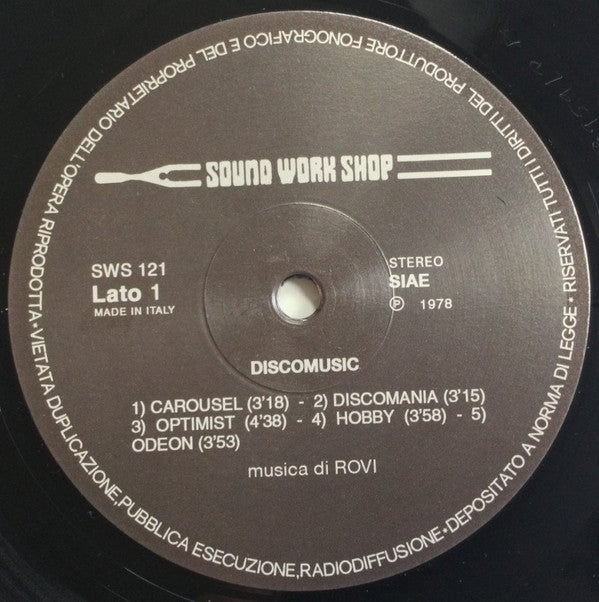 SOUND WORK SHOP
SWS 121
Lato 1
MADE IN ITALY
STEREO
SIAE
Ⓟ 1978
DISCOMUSIC
1) CAROUSEL (3'18) - 2) DISCOMANIA (3'15)
3) OPTIMIST (4'38) - 4) HOBBY (3'58) - 5)
ODEON (3'53)
musica di ROVI
RISERVATI TUTTI I DIRITTI DEL PRODUTTORE FONOGRAFICO E DEL PROPRIETARIO DELL'OPERA RIPRODOTTA•VIETATA DUPLICAZIONE,PUBBLICA ESECUZIONE,RADIODIFFUSIONE•DEPOSITATO A NORMA DI LEGGE •